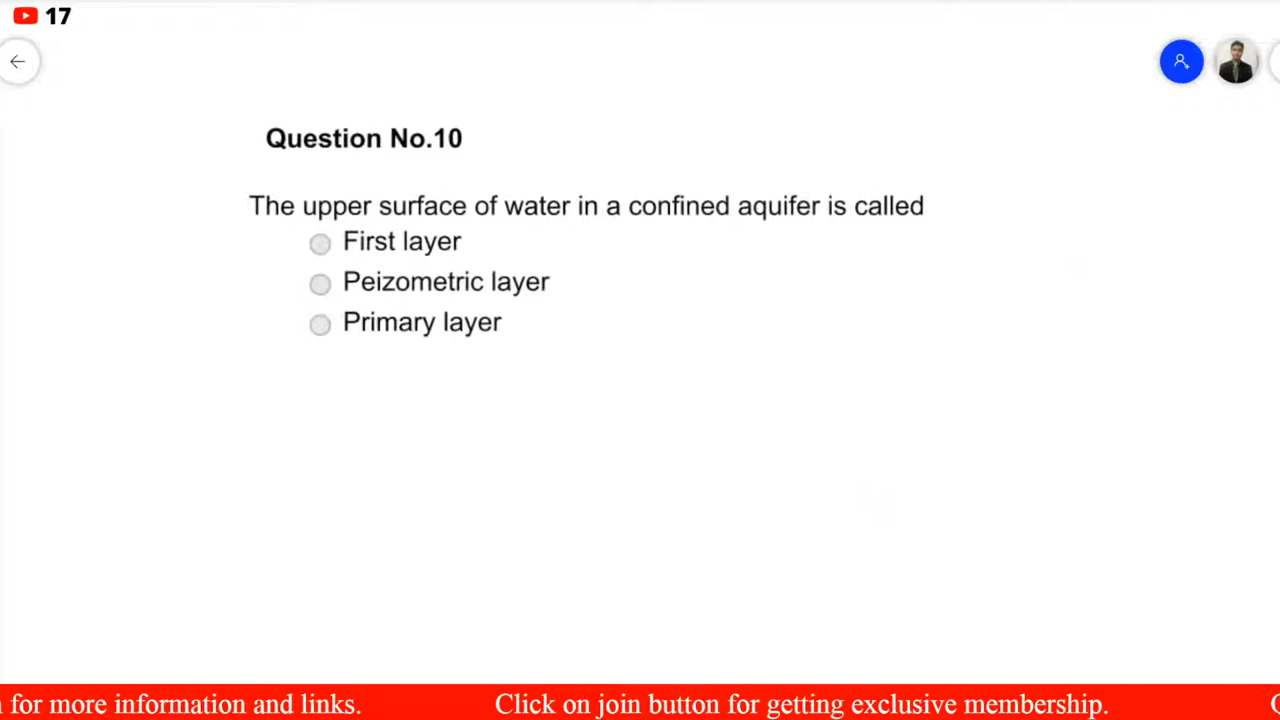 17
Question No.10
The upper surface of water in a confined aquifer is called
First layer
Peizometric layer
Primary layer
for more information and links. Click on join button for getting exclusive membership.